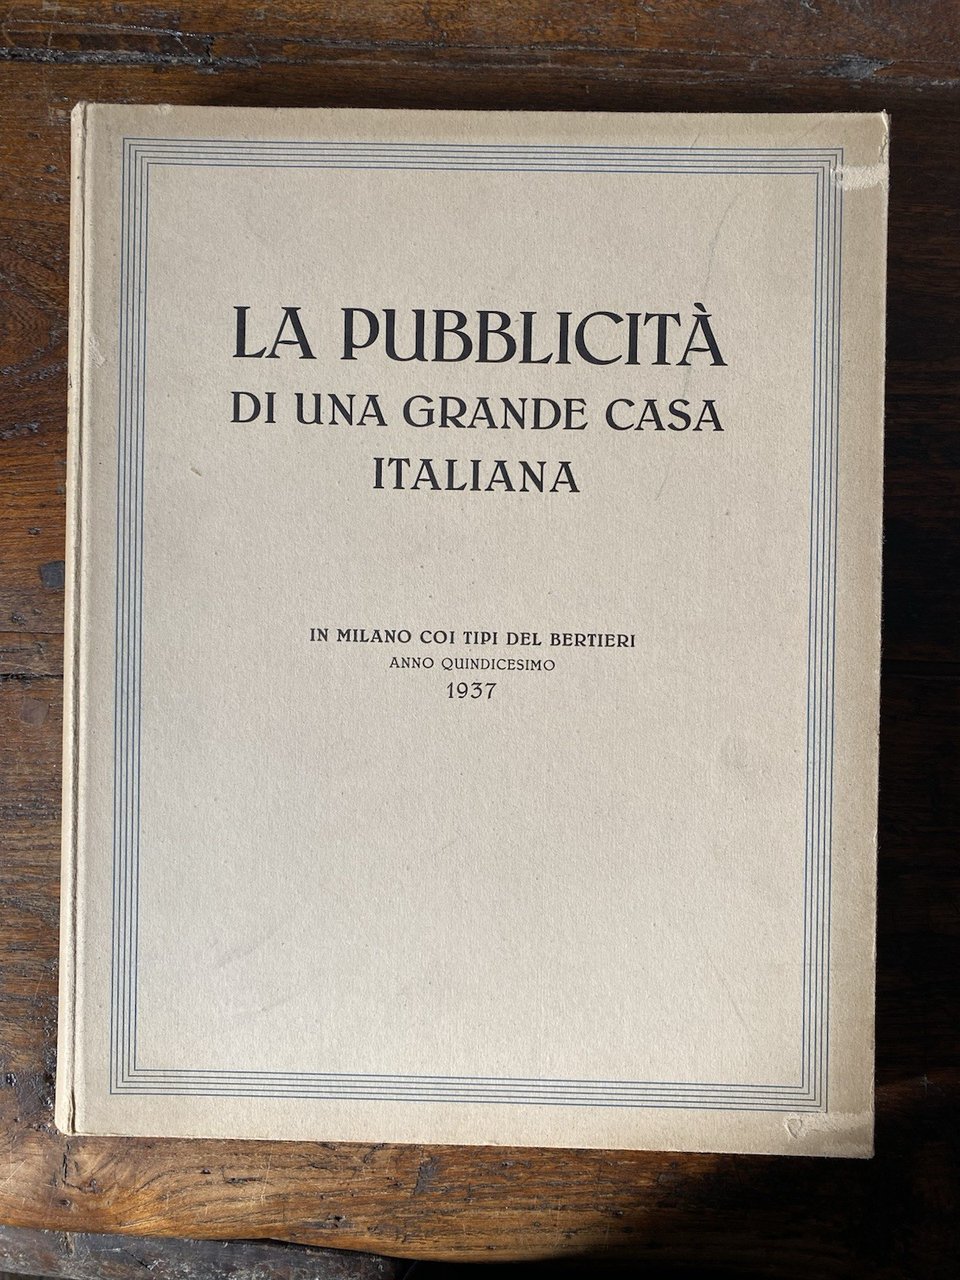 LA PUBBLICITÀ
DI UNA GRANDE CASA
ITALIANA
IN MILANO COI TIPI DEL BERTIERI
ANNO QUINDICESIMO
1937